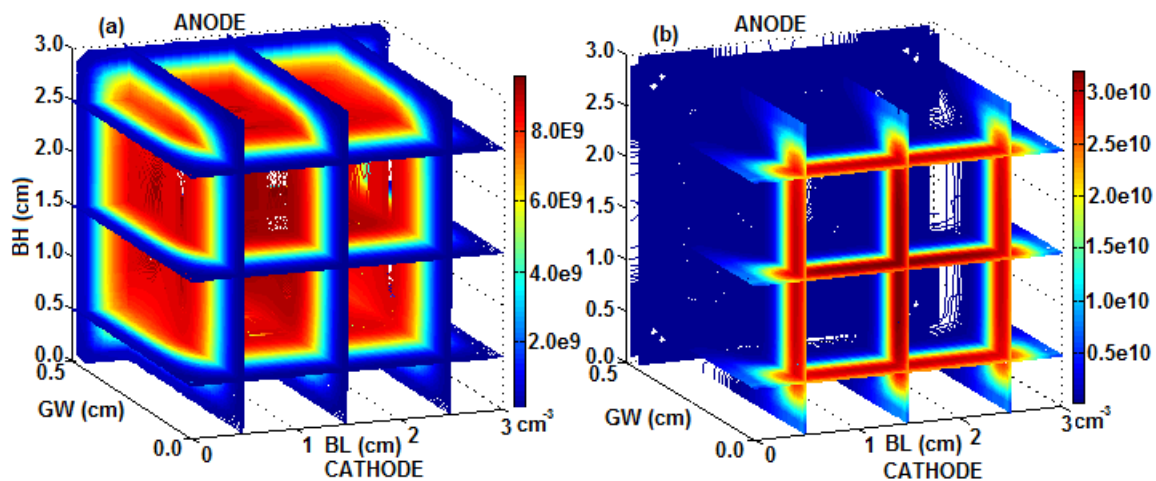 (a) ANODE
3.0
2.5
2.0
1.5
1.0
0.5
0.0
0.5
BH (cm)
GW (cm)
0.0
0
1
BL (cm)
2
3
CATHODE
8.0E9
6.0E9
4.0e9
2.0e9
cm-3
(b) ANODE
3.0
2.5
2.0
1.5
1.0
0.5
0.0
0.5
BH (cm)
GW (cm)
0.0
0
1
BL (cm)
2
3
CATHODE
3.0e10
2.0e10
1.5e10
1.0e10
0.5e10
cm-3